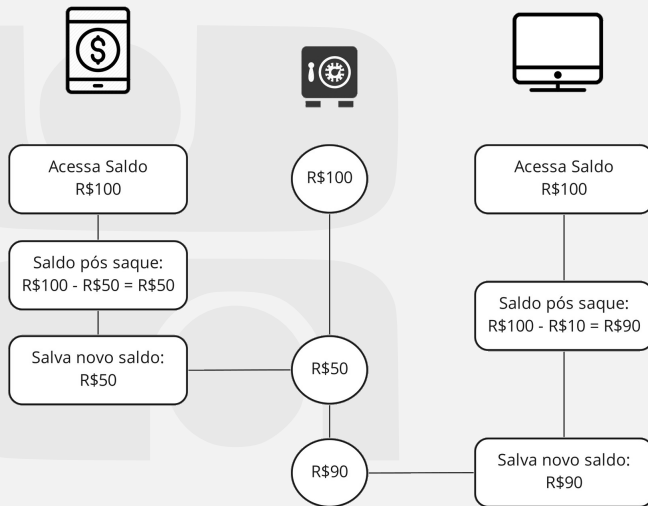 Acessa Saldo
R$100
Saldo pós saque:
R$100 - R$50 = R$50
Salva novo saldo:
R$50
R$100
R$50
R$90
Acessa Saldo
R$100
Saldo pós saque:
R$100 - R$10 = R$90
Salva novo saldo:
R$90